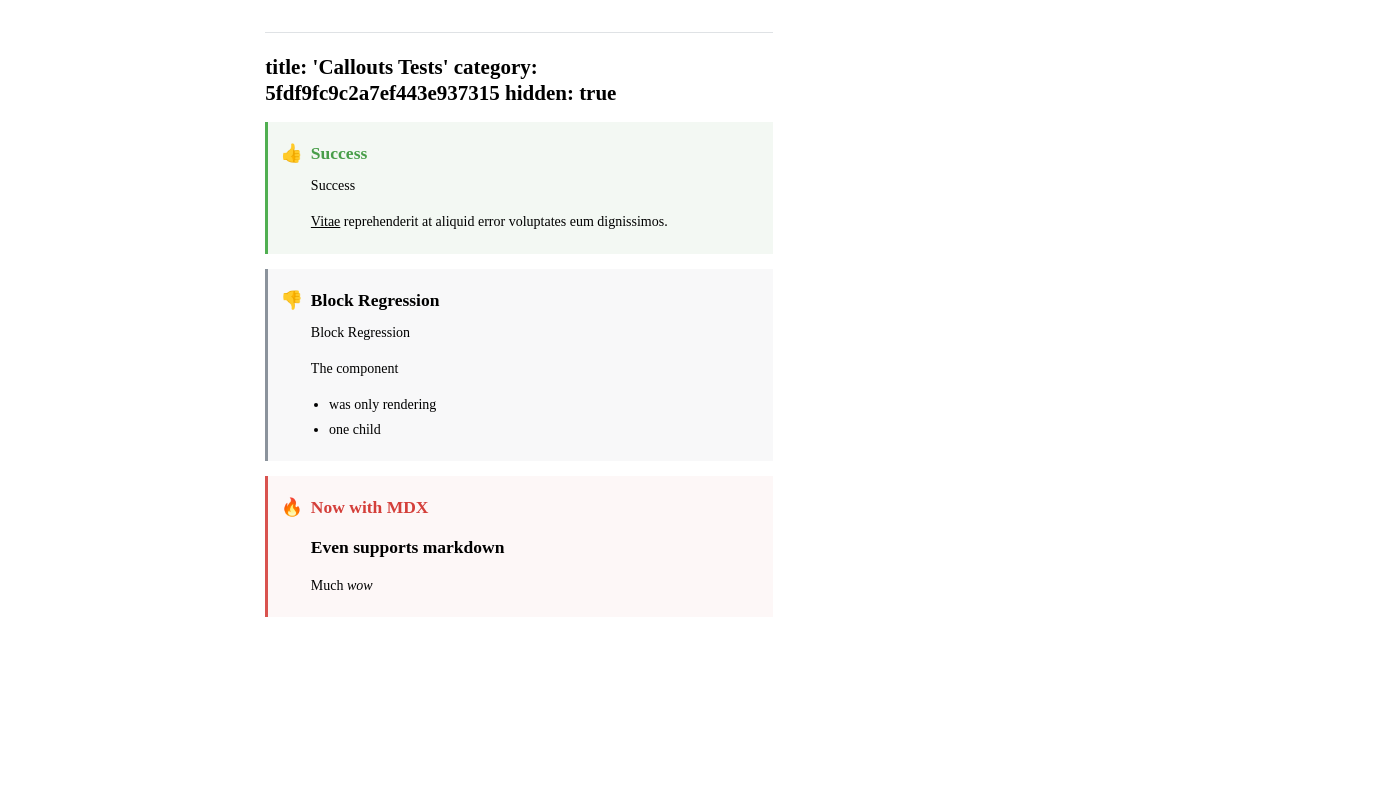 title: 'Callouts Tests' category:
5fdf9fc9c2a7ef443e937315 hidden: true
👍 Success
Success
Vitae reprehenderit at aliquid error voluptates eum dignissimos.
👎 Block Regression
Block Regression
The component
• was only rendering
• one child
🔥 Now with MDX
Even supports markdown
Much wow